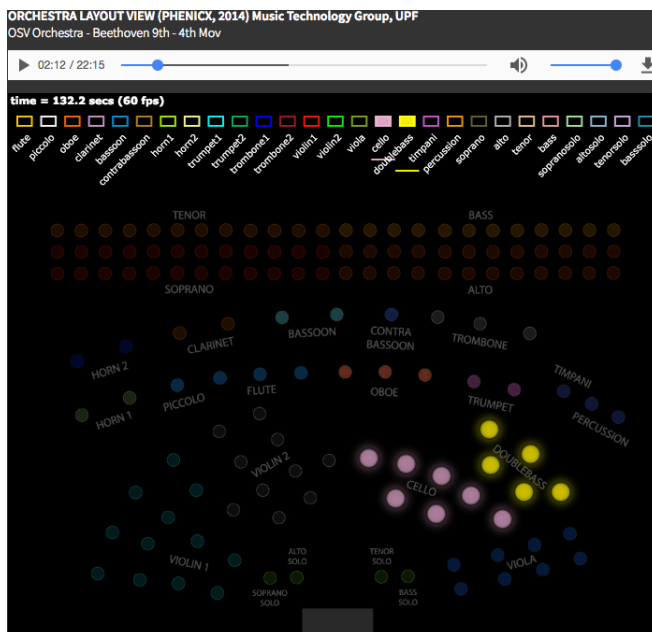 ORCHESTRA LAYOUT VIEW (PHENICX, 2014) Music Technology Group, UPF
OSV Orchestra - Beethoven 9th - 4th Mov
02:12 / 22:15
time = 132.2 secs (60 fps)
flute
piccolo
oboe
clarinet
bassoon
contrabassoon
horn1
horn2
trumpet1
trumpet2
trombone1
trombone2
violin1
violin2
viola
cello
doublebass
timpani
percussion
soprano
alto
tenor
bass
sopranosolo
altosolo
tenorsolo
basssolo
TENOR BASS
SOPRANO ALTO
CLARINET
BASSOON
CONTRA
BASSOON
TROMBONE
HORN 2
TIMPANI
PICCOLO
FLUTE
OBOE
TRUMPET
HORN 1
PERCUSSION
VIOLIN 2
CELLO
DOUBLEBASS
VIOLIN 1
ALTO
SOLO
TENOR
SOLO
VIOLA
SOPRANO
SOLO
BASS
SOLO